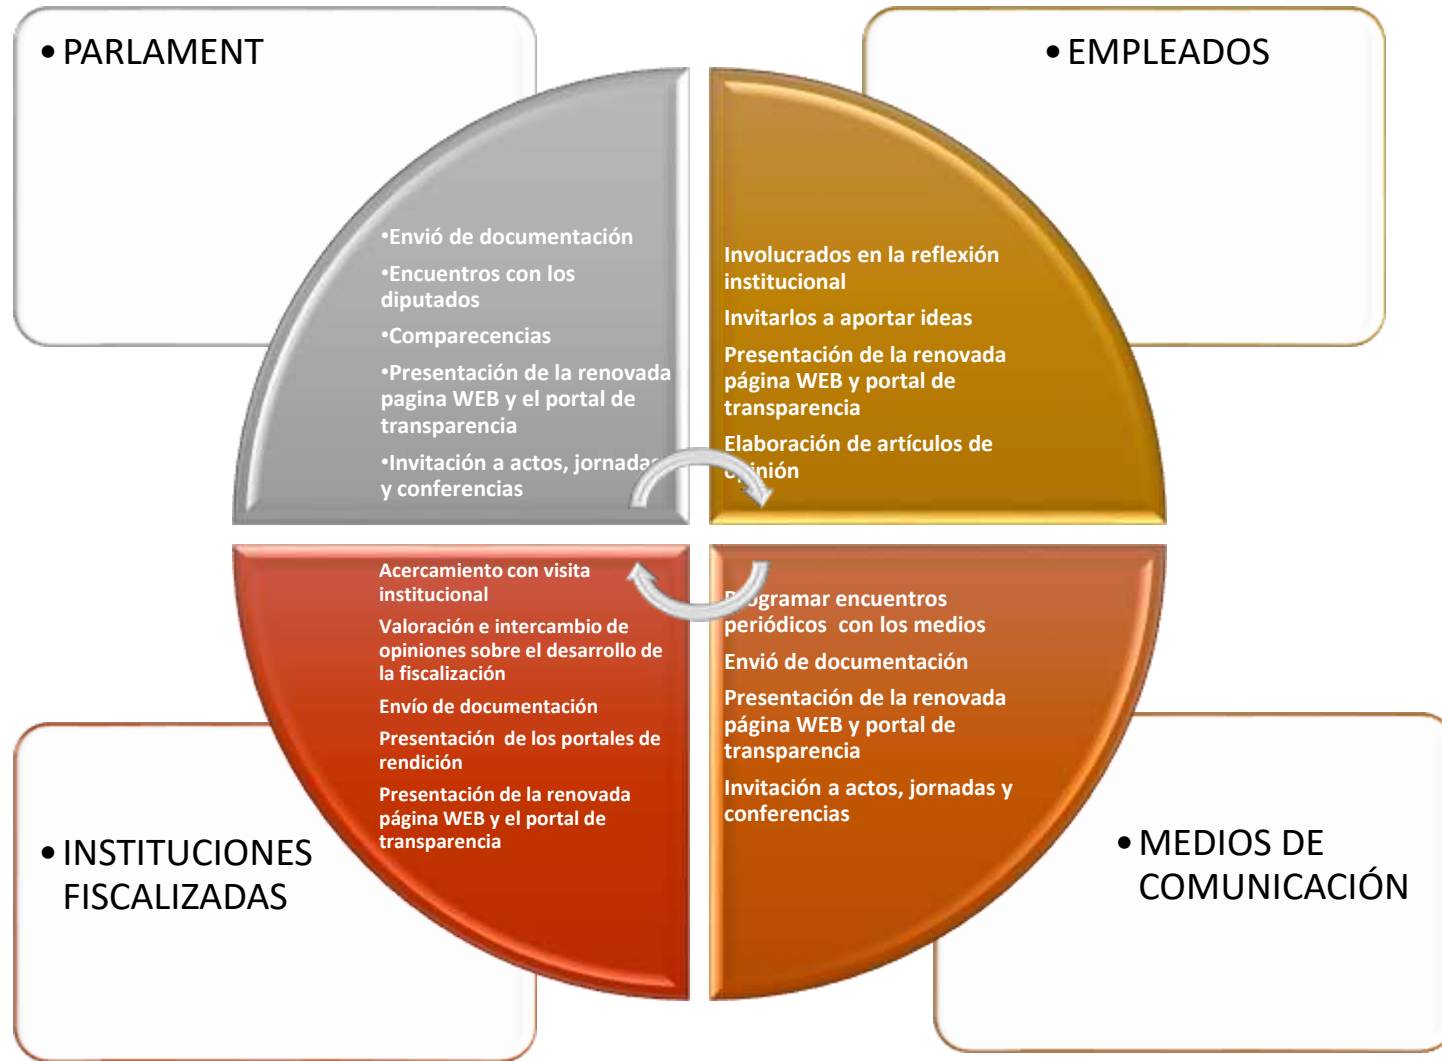 • PARLAMENT
•Envió de documentación
•Encuentros con los
diputados
•Comparecencias
•Presentación de la renovada
pagina WEB y el portal de
transparencia
•Invitación a actos, jornadas
y conferencias
• EMPLEADOS
Involucrados en la reflexión
institucional
Invitarlos a aportar ideas
Presentación de la renovada
página WEB y portal de
transparencia
Elaboración de artículos de
opinión
Acercamiento con visita
institucional
Valoración e intercambio de
opiniones sobre el desarrollo de
la fiscalización
Envío de documentación
Presentación de los portales de
rendición
Presentación de la renovada
página WEB y el portal de
transparencia
• INSTITUCIONES
FISCALIZADAS
Programar encuentros
periódicos con los medios
Envió de documentación
Presentación de la renovada
página WEB y portal de
transparencia
Invitación a actos, jornadas y
conferencias
• MEDIOS DE
COMUNICACIÓN